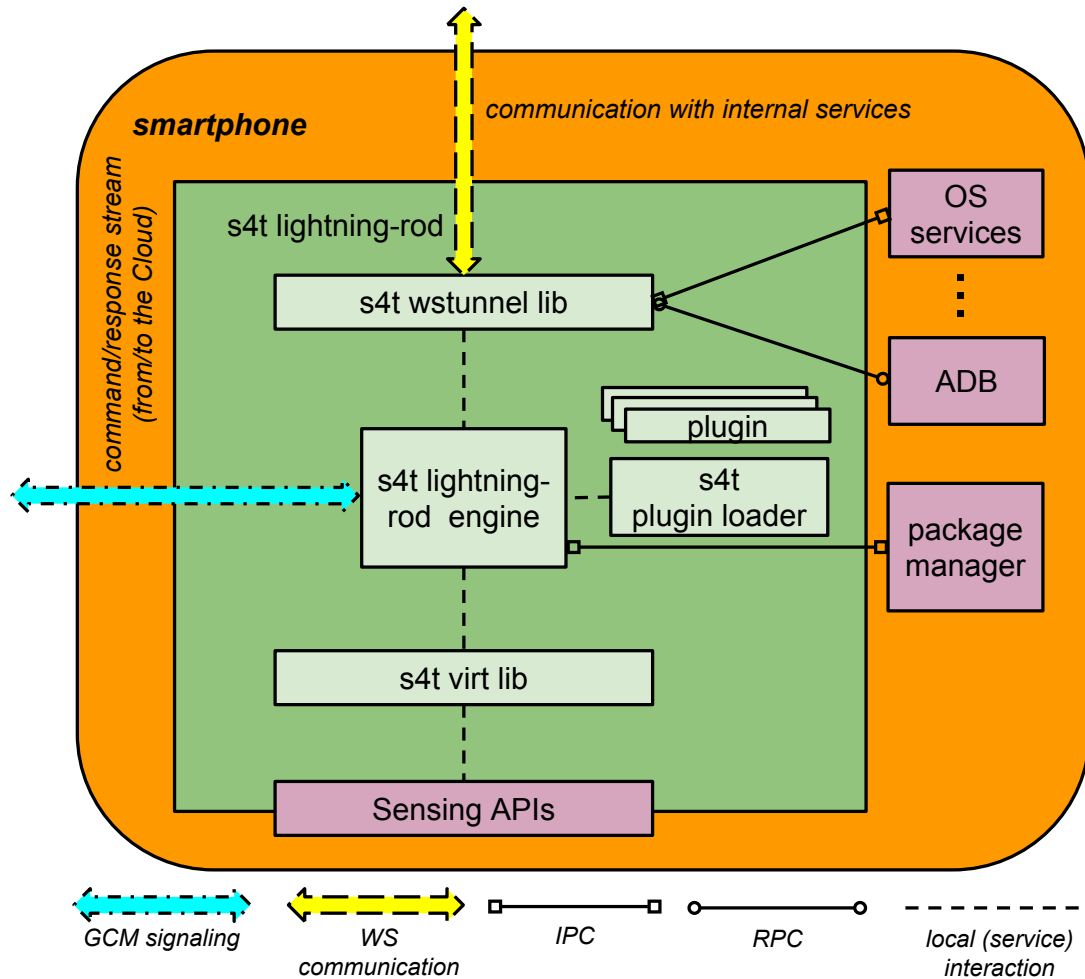 communication with internal services
smartphone
command/response stream
(from/to the Cloud)
s4t lightning-rod
OS
services
s4t wstunnel lib
ADB
plugin
s4t lightning-
rod engine
s4t
plugin loader
package
manager
s4t virt lib
Sensing APIs
GCM signaling
WS
communication
IPC
RPC
local (service)
interaction